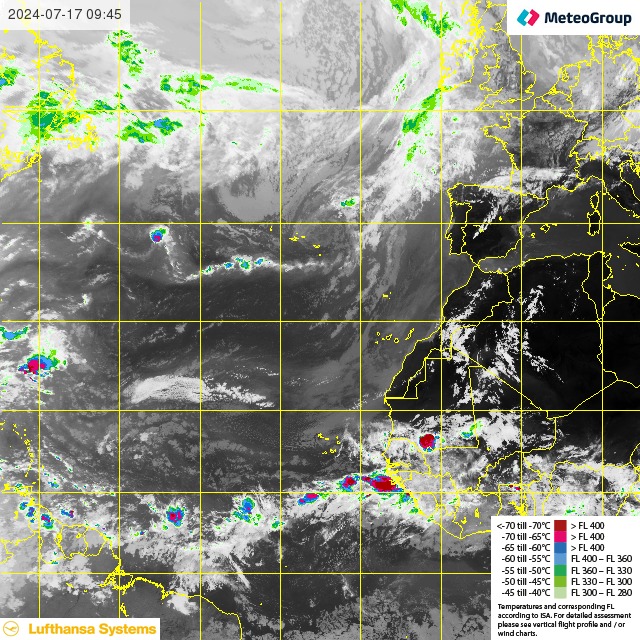 2024-07-17 09:45
MeteoGroup
<-70 till -70°C > FL 400
-70 till -65°C > FL 400
-65 till -60°C > FL 400
-60 till -55°C FL 400 – FL 360
-55 till -50°C FL 360 – FL 330
-50 till -45°C FL 330 – FL 300
-45 till -40°C FL 300 – FL 280
Temperatures and corresponding FL
according to ISA. For detailed assessment
please see vertical flight profile and / or
wind charts.
Lufthansa Systems